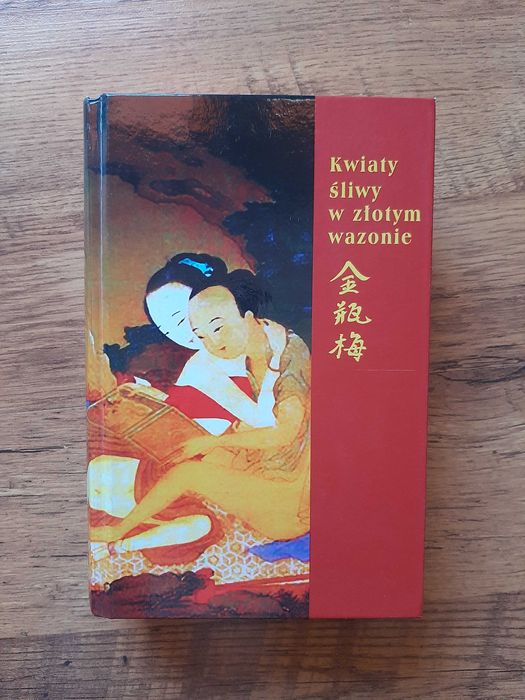 Kwiaty
śliwy
w złotym
wazonie
金
瓶
梅